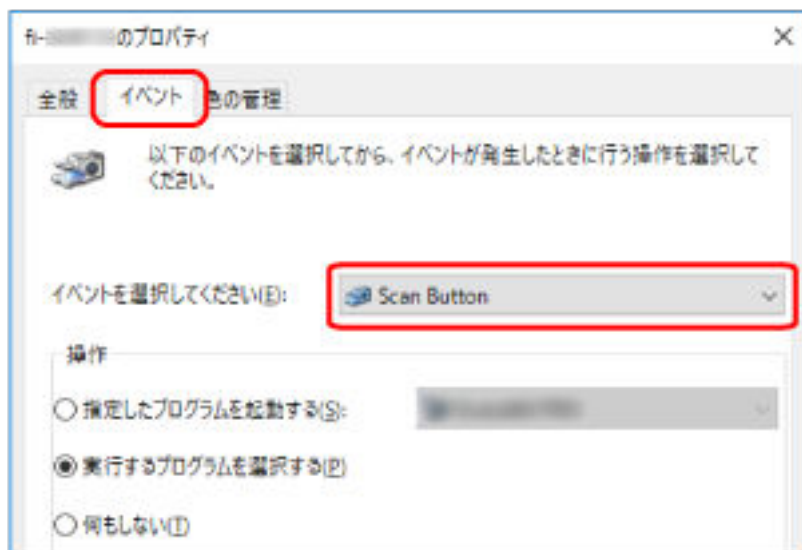 fi-
のプロパティ
全般
イベント
色の管理
以下のイベントを選択してから、イベントが発生したときに行う操作を選択して
ください。
イベントを選択してください(E):
Scan Button
操作
指定したプログラムを起動する(S):
実行するプログラムを選択する(P)
何もしない(T)